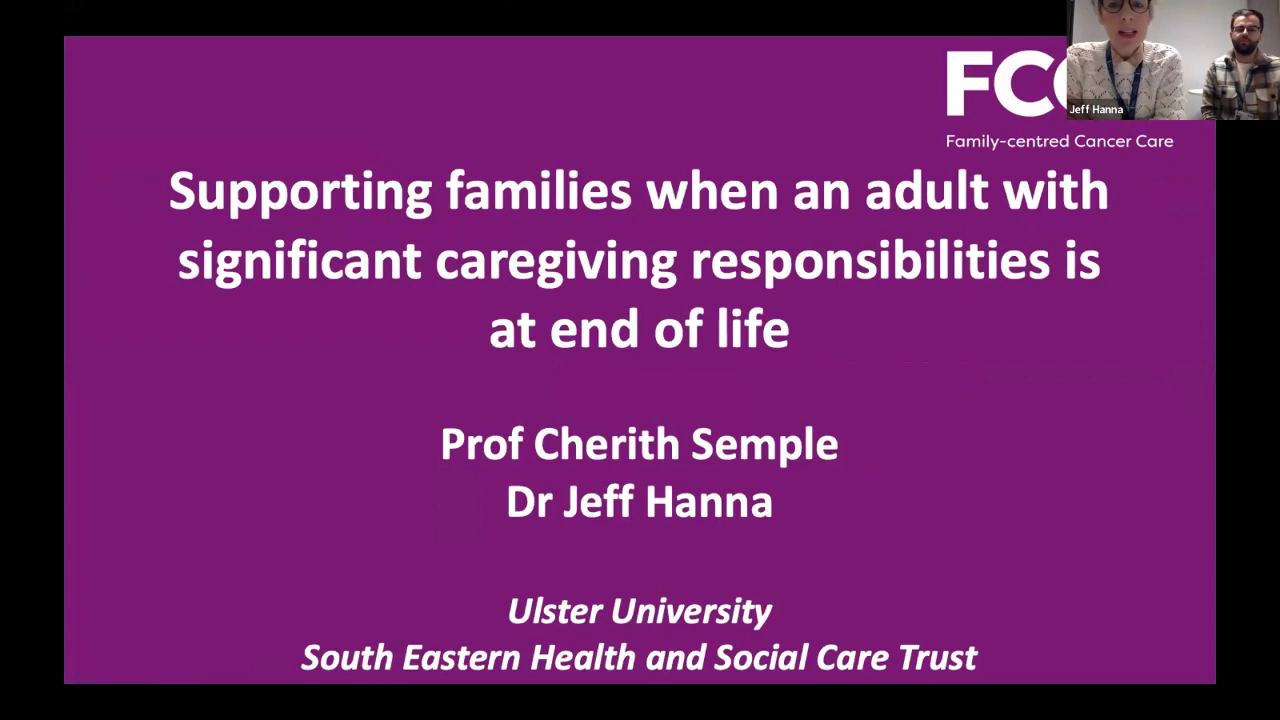 FC
Jeff Hanna
Family-centred Cancer Care
Supporting families when an adult with
significant caregiving responsibilities is
at end of life
Prof Cherith Semple
Dr Jeff Hanna
Ulster University
South Eastern Health and Social Care Trust